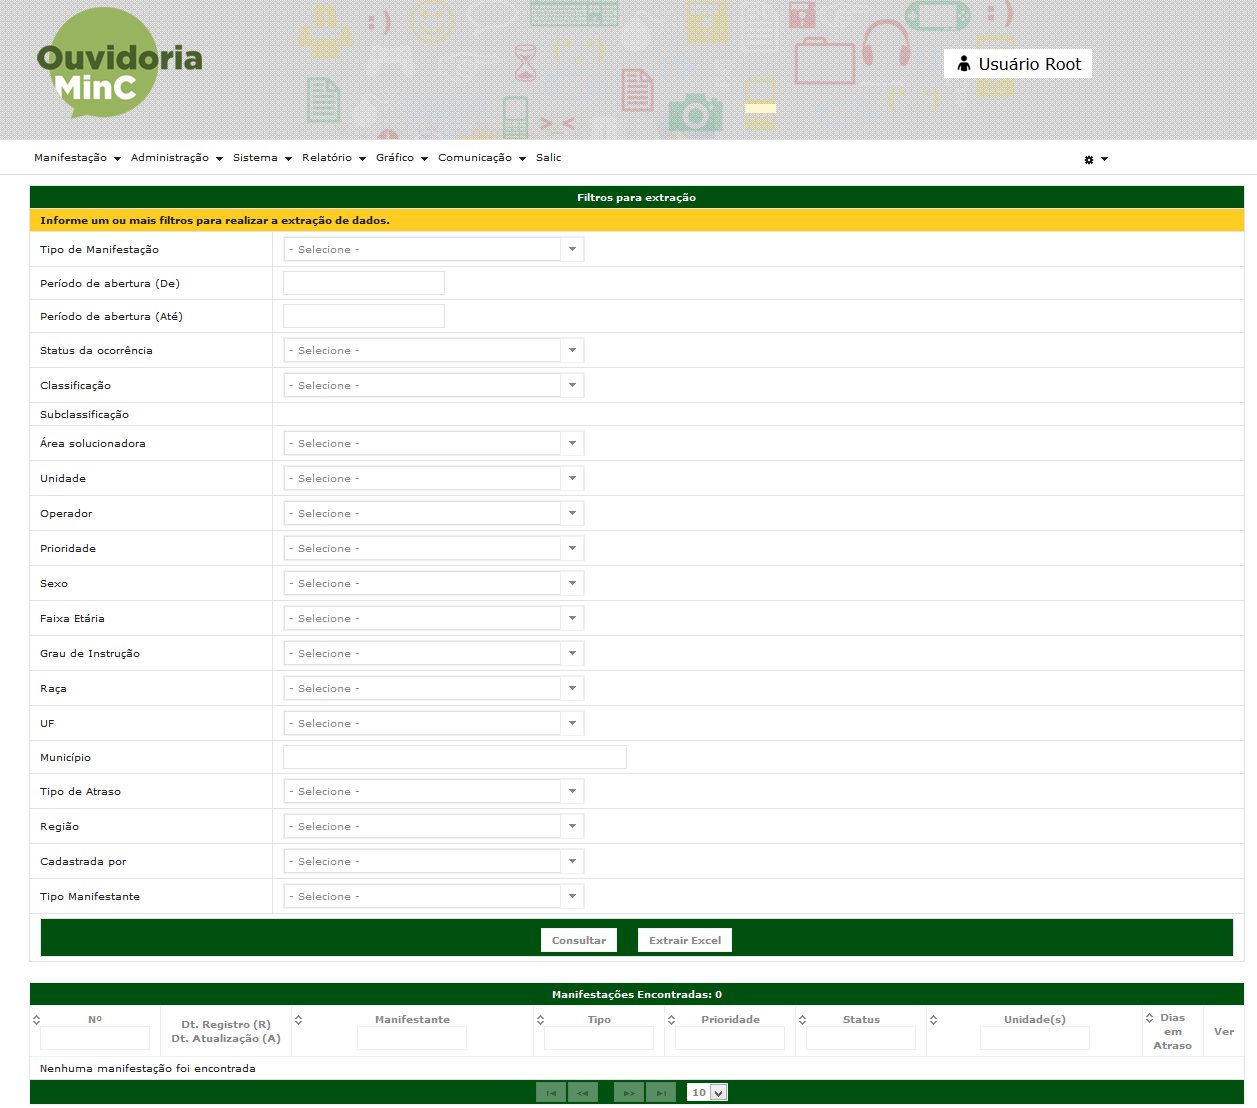 Ouvidoria
MinC
Usuário Root
Manifestação Administração Sistema Relatório Gráfico Comunicação Salic
Filtros para extração
Informe um ou mais filtros para realizar a extração de dados.
Tipo de Manifestação - Selecione -
Período de abertura (De)
Período de abertura (Até)
Status da ocorrência - Selecione -
Classificação - Selecione -
Subclassificação
Área solucionadora - Selecione -
Unidade - Selecione -
Operador - Selecione -
Prioridade - Selecione -
Sexo - Selecione -
Faixa Etária - Selecione -
Grau de Instrução - Selecione -
Raça - Selecione -
UF - Selecione -
Município
Tipo de Atraso - Selecione -
Região - Selecione -
Cadastrada por - Selecione -
Tipo Manifestante - Selecione -
Consultar Extrair Excel
Manifestações Encontradas: 0
Nº
Dt. Registro (R)
Dt. Atualização (A)
Manifestante
Tipo
Prioridade
Status
Unidade(s)
Dias
em
Atraso
Ver
Nenhuma manifestação foi encontrada
10